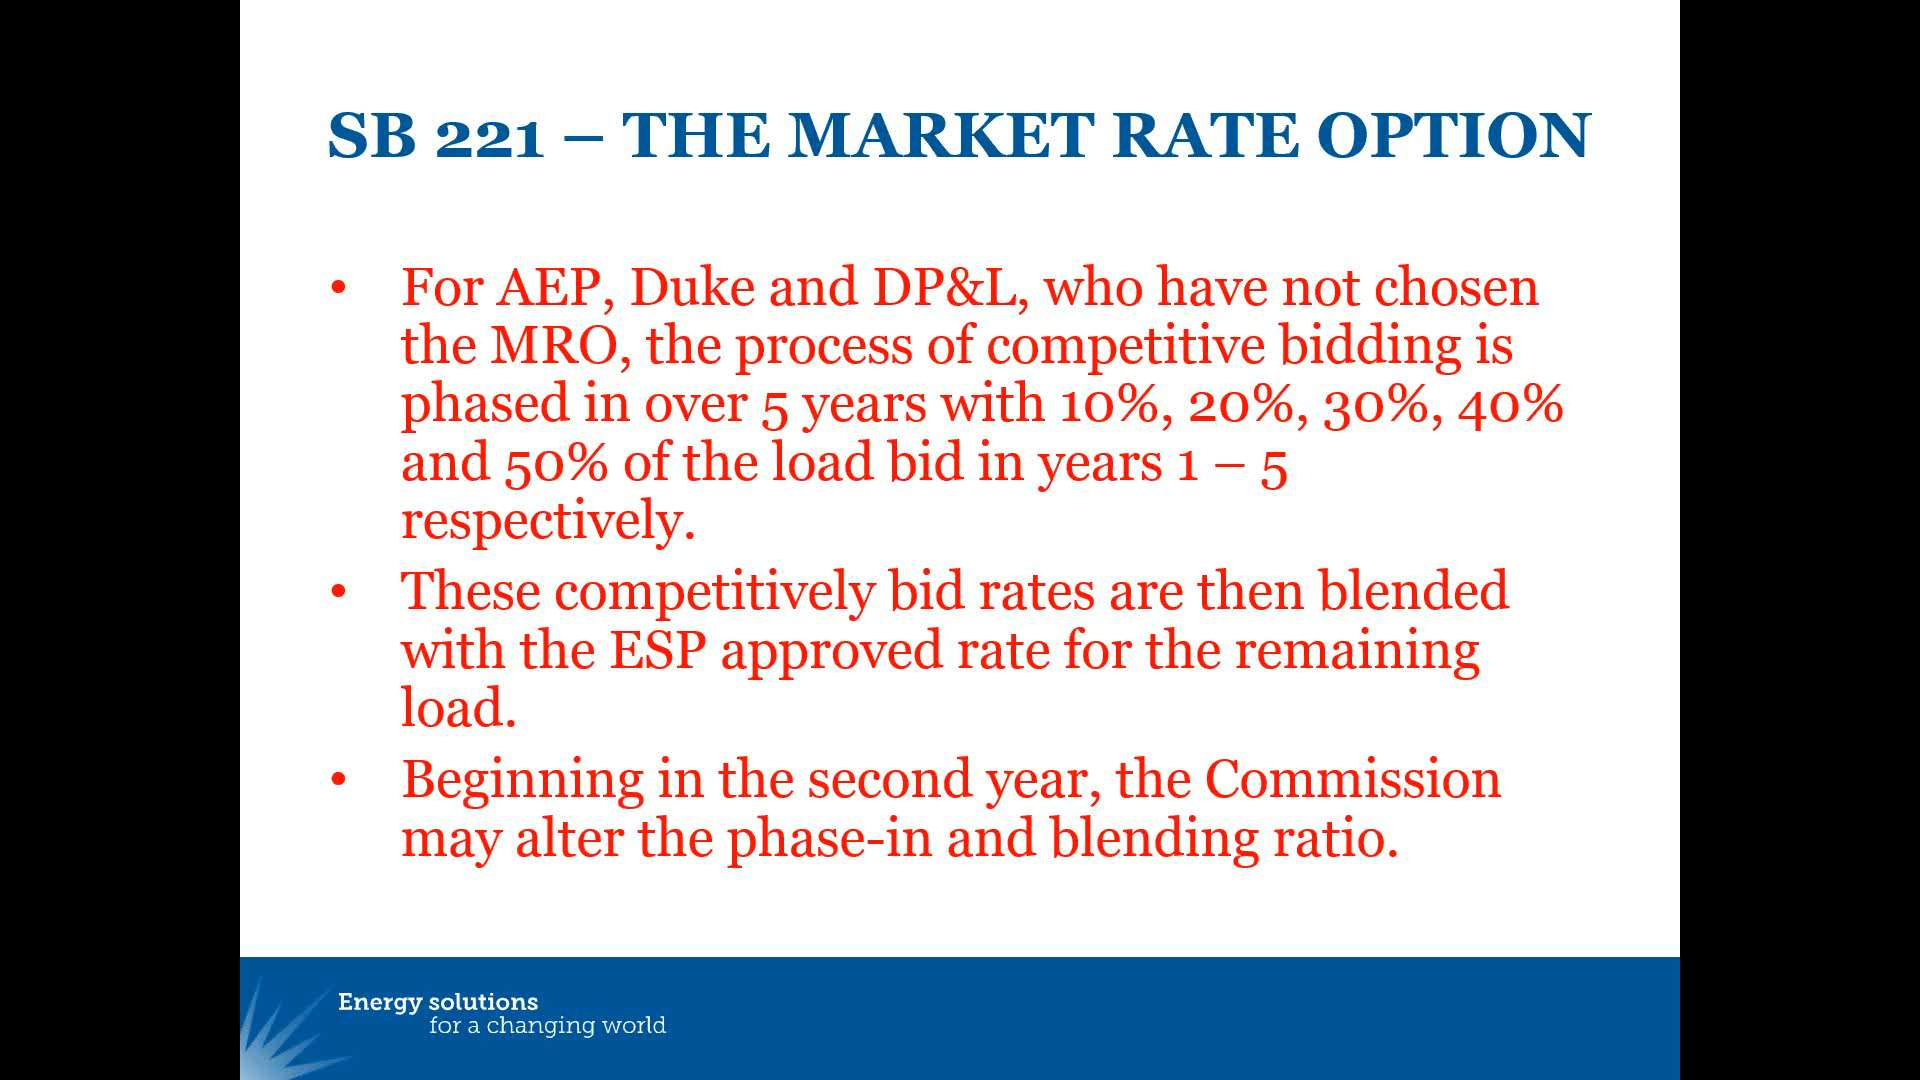 SB 221 – THE MARKET RATE OPTION
• For AEP, Duke and DP&L, who have not chosen
the MRO, the process of competitive bidding is
phased in over 5 years with 10%, 20%, 30%, 40%
and 50% of the load bid in years 1 – 5
respectively.
• These competitively bid rates are then blended
with the ESP approved rate for the remaining
load.
• Beginning in the second year, the Commission
may alter the phase-in and blending ratio.
Energy solutions
for a changing world